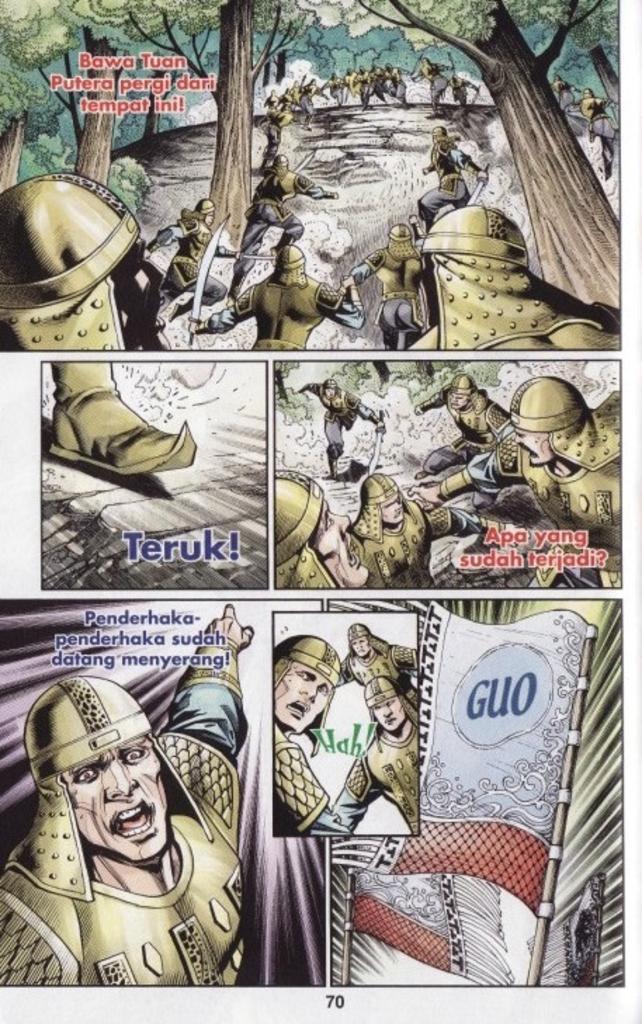 Bawa Tuan
Putera pergi dari
tempat ini!
Teruk!
Apa yang
sudah terjadi?
Penderhaka-
penderhaka sudah
datang menyerang!
Hah!
GUO
70